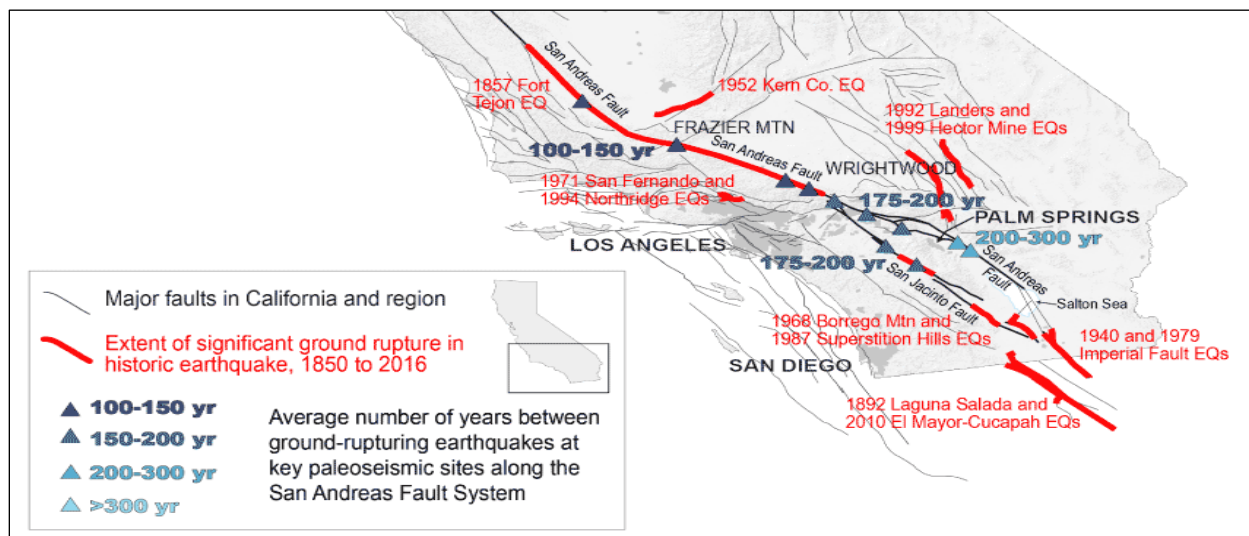 San Andreas Fault
1857 Fort
Tejon EQ
1952 Kern Co. EQ
1992 Landers and
1999 Hector Mine EQs
FRAZIER MTN
100-150 yr
San Andreas Fault
WRIGHTWOOD
1971 San Fernando and
1994 Northridge EQs
175-200 yr
PALM SPRINGS
LOS ANGELES
200-300 yr
175-200 yr
San Andreas
Fault
San Jacinto Fault
Salton Sea
1968 Borrego Mtn and
1987 Superstition Hills EQs
1940 and 1979
Imperial Fault EQs
SAN DIEGO
1892 Laguna Salada and
2010 El Mayor-Cucapah EQs
Major faults in California and region
Extent of significant ground rupture in
historic earthquake, 1850 to 2016
100-150 yr
150-200 yr
200-300 yr
>300 yr
Average number of years between
ground-rupturing earthquakes at
key paleoseismic sites along the
San Andreas Fault System